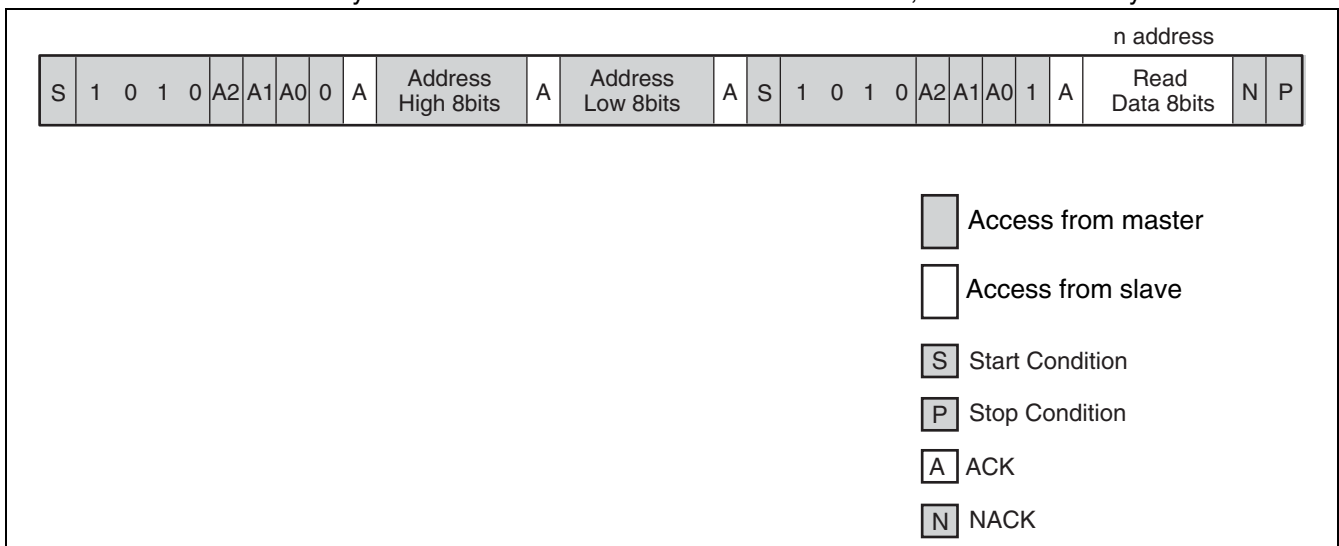 n address
S 1 0 1 0 A2 A1 A0 0 A Address High 8bits A Address Low 8bits A S 1 0 1 0 A2 A1 A0 1 A Read Data 8bits N P
Access from master
Access from slave
S Start Condition
P Stop Condition
A ACK
N NACK